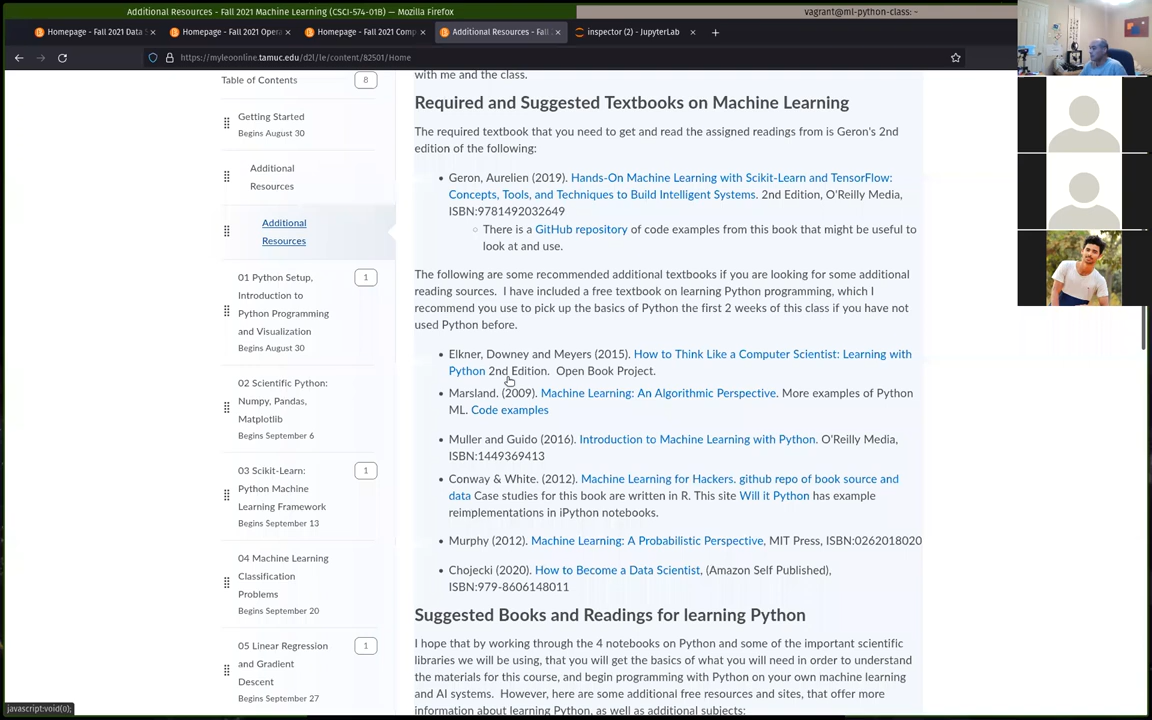 Additional Resources - Fall 2021 Machine Learning (CSCI-574-01B) — Mozilla Firefox
vagrant@ml-python-class: ~
Homepage - Fall 2021 Data
Homepage - Fall 2021 Opera
Homepage - Fall 2021 Comp
Additional Resources - Fall
inspector (2) - JupyterLab
https://myleoonline.tamuc.edu/d2l/le/content/82501/Home
Table of Contents
8
Getting Started
Begins August 30
Additional
Resources
Additional
Resources
01 Python Setup,
1
Introduction to
Python Programming
and Visualization
Begins August 30
02 Scientific Python:
Numpy, Pandas,
Matplotlib
Begins September 6
03 Scikit-Learn:
1
Python Machine
Learning Framework
Begins September 13
04 Machine Learning
Classification
Problems
Begins September 20
05 Linear Regression
1
and Gradient
Descent
Begins September 27
javascript:void(0);
with me and the class.
Required and Suggested Textbooks on Machine Learning
The required textbook that you need to get and read the assigned readings from is Geron's 2nd
edition of the following:
• Geron, Aurelien (2019). Hands-On Machine Learning with Scikit-Learn and TensorFlow:
Concepts, Tools, and Techniques to Build Intelligent Systems. 2nd Edition, O'Reilly Media,
ISBN:9781492032649
There is a GitHub repository of code examples from this book that might be useful to
look at and use.
The following are some recommended additional textbooks if you are looking for some additional
reading sources. I have included a free textbook on learning Python programming, which I
recommend you use to pick up the basics of Python the first 2 weeks of this class if you have not
used Python before.
• Elkner, Downey and Meyers (2015). How to Think Like a Computer Scientist: Learning with
Python 2nd Edition. Open Book Project.
• Marsland. (2009). Machine Learning: An Algorithmic Perspective. More examples of Python
ML. Code examples
• Muller and Guido (2016). Introduction to Machine Learning with Python. O'Reilly Media,
ISBN:1449369413
• Conway & White. (2012). Machine Learning for Hackers. github repo of book source and
data Case studies for this book are written in R. This site Will it Python has example
reimplementations in iPython notebooks.
• Murphy (2012). Machine Learning: A Probabilistic Perspective, MIT Press, ISBN:0262018020
• Chojecki (2020). How to Become a Data Scientist, (Amazon Self Published),
ISBN:979-8606148011
Suggested Books and Readings for learning Python
I hope that by working through the 4 notebooks on Python and some of the important scientific
libraries we will be using, that you will get the basics of what you will need in order to understand
the materials for this course, and begin programming with Python on your own machine learning
and AI systems. However, here are some additional free resources and sites, that offer more
information about learning Python, as well as additional subjects: